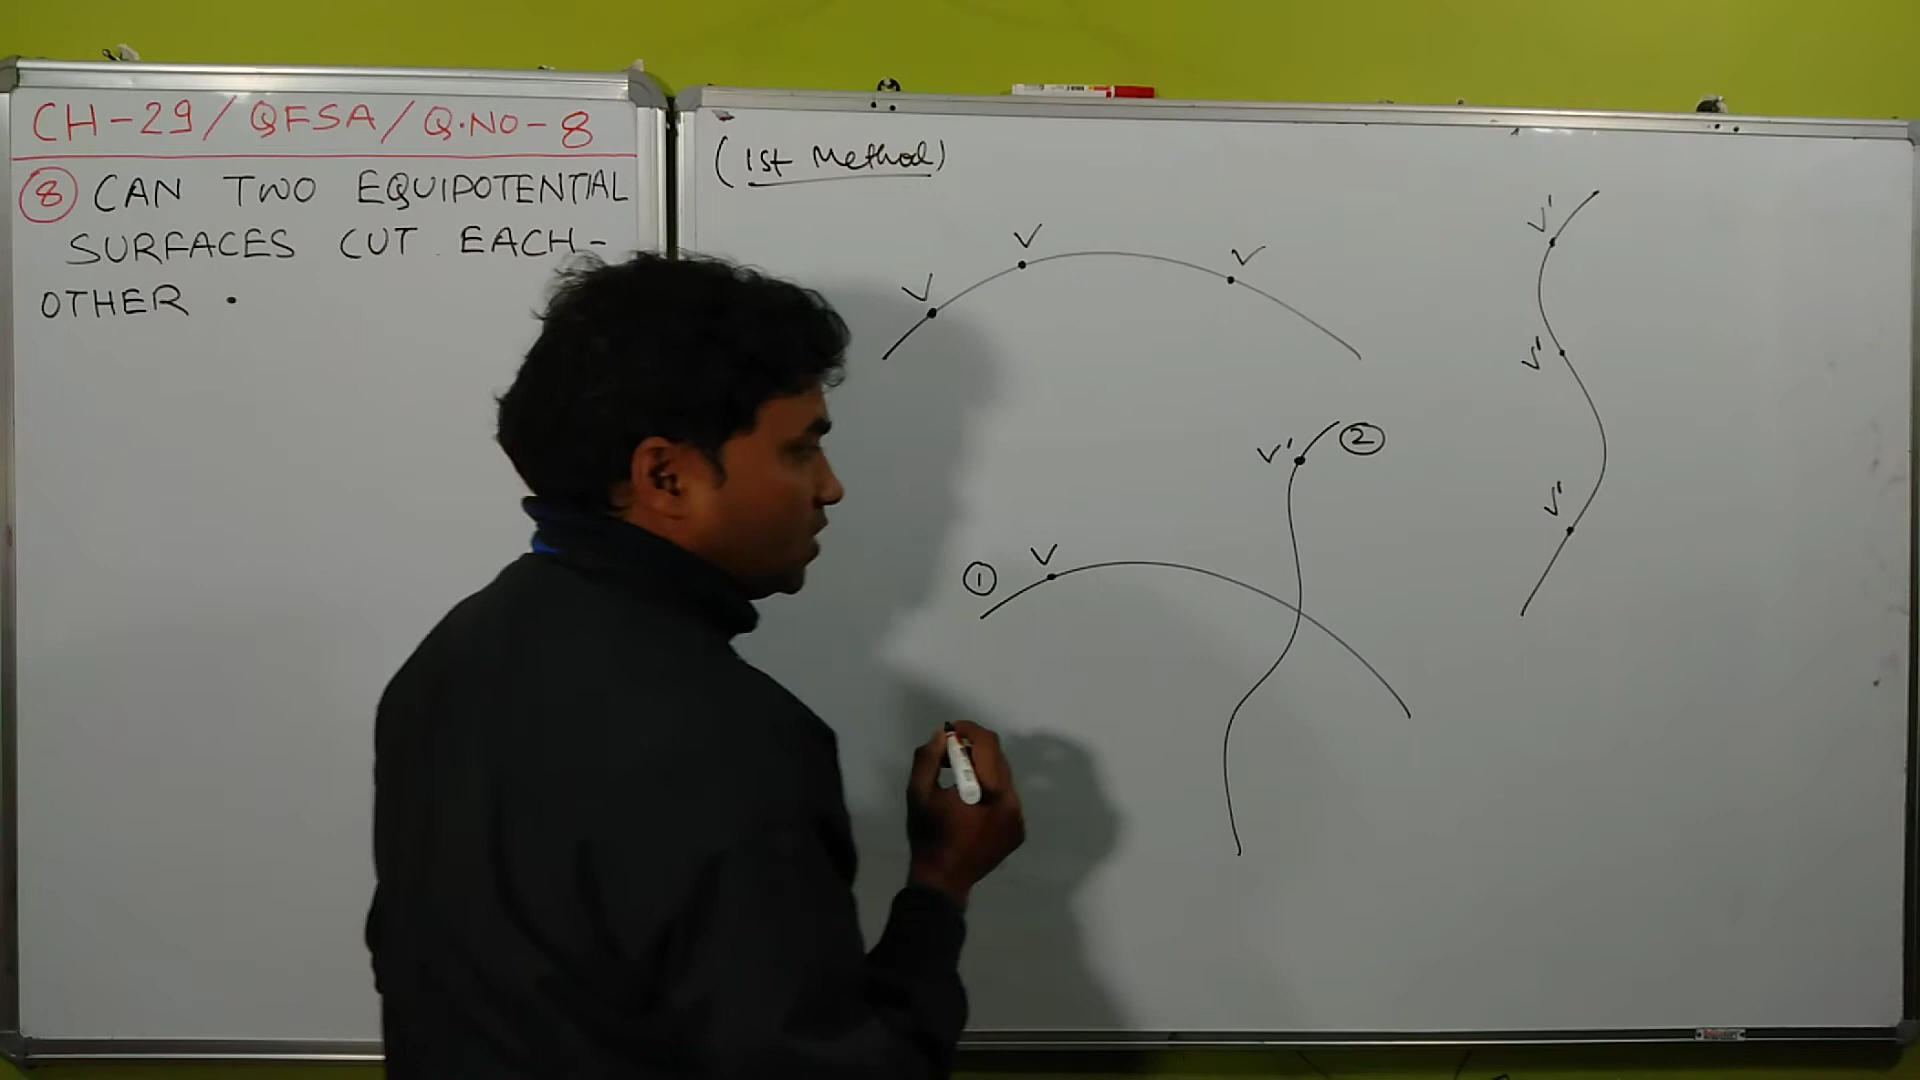 CH-29/QFSA/Q.NO-8
8 CAN TWO EQUIPOTENTIAL
SURFACES CUT EACH-
OTHER .
(1st Method)
V
V
V
V'
V'
V'
V'
2
1
V